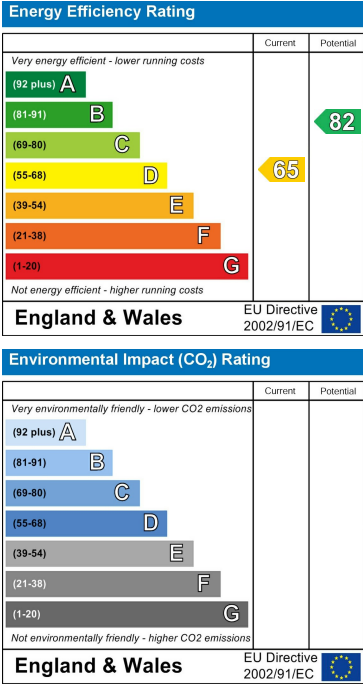 Energy Efficiency Rating
Current Potential
Very energy efficient - lower running costs
(92 plus) A
(81-91) B
82
(69-80) C
(55-68) D
65
(39-54) E
(21-38) F
(1-20) G
Not energy efficient - higher running costs
England & Wales
EU Directive
2002/91/EC
Environmental Impact (CO₂) Rating
Current Potential
Very environmentally friendly - lower CO2 emissions
(92 plus) A
(81-91) B
(69-80) C
(55-68) D
(39-54) E
(21-38) F
(1-20) G
Not environmentally friendly - higher CO2 emissions
England & Wales
EU Directive
2002/91/EC